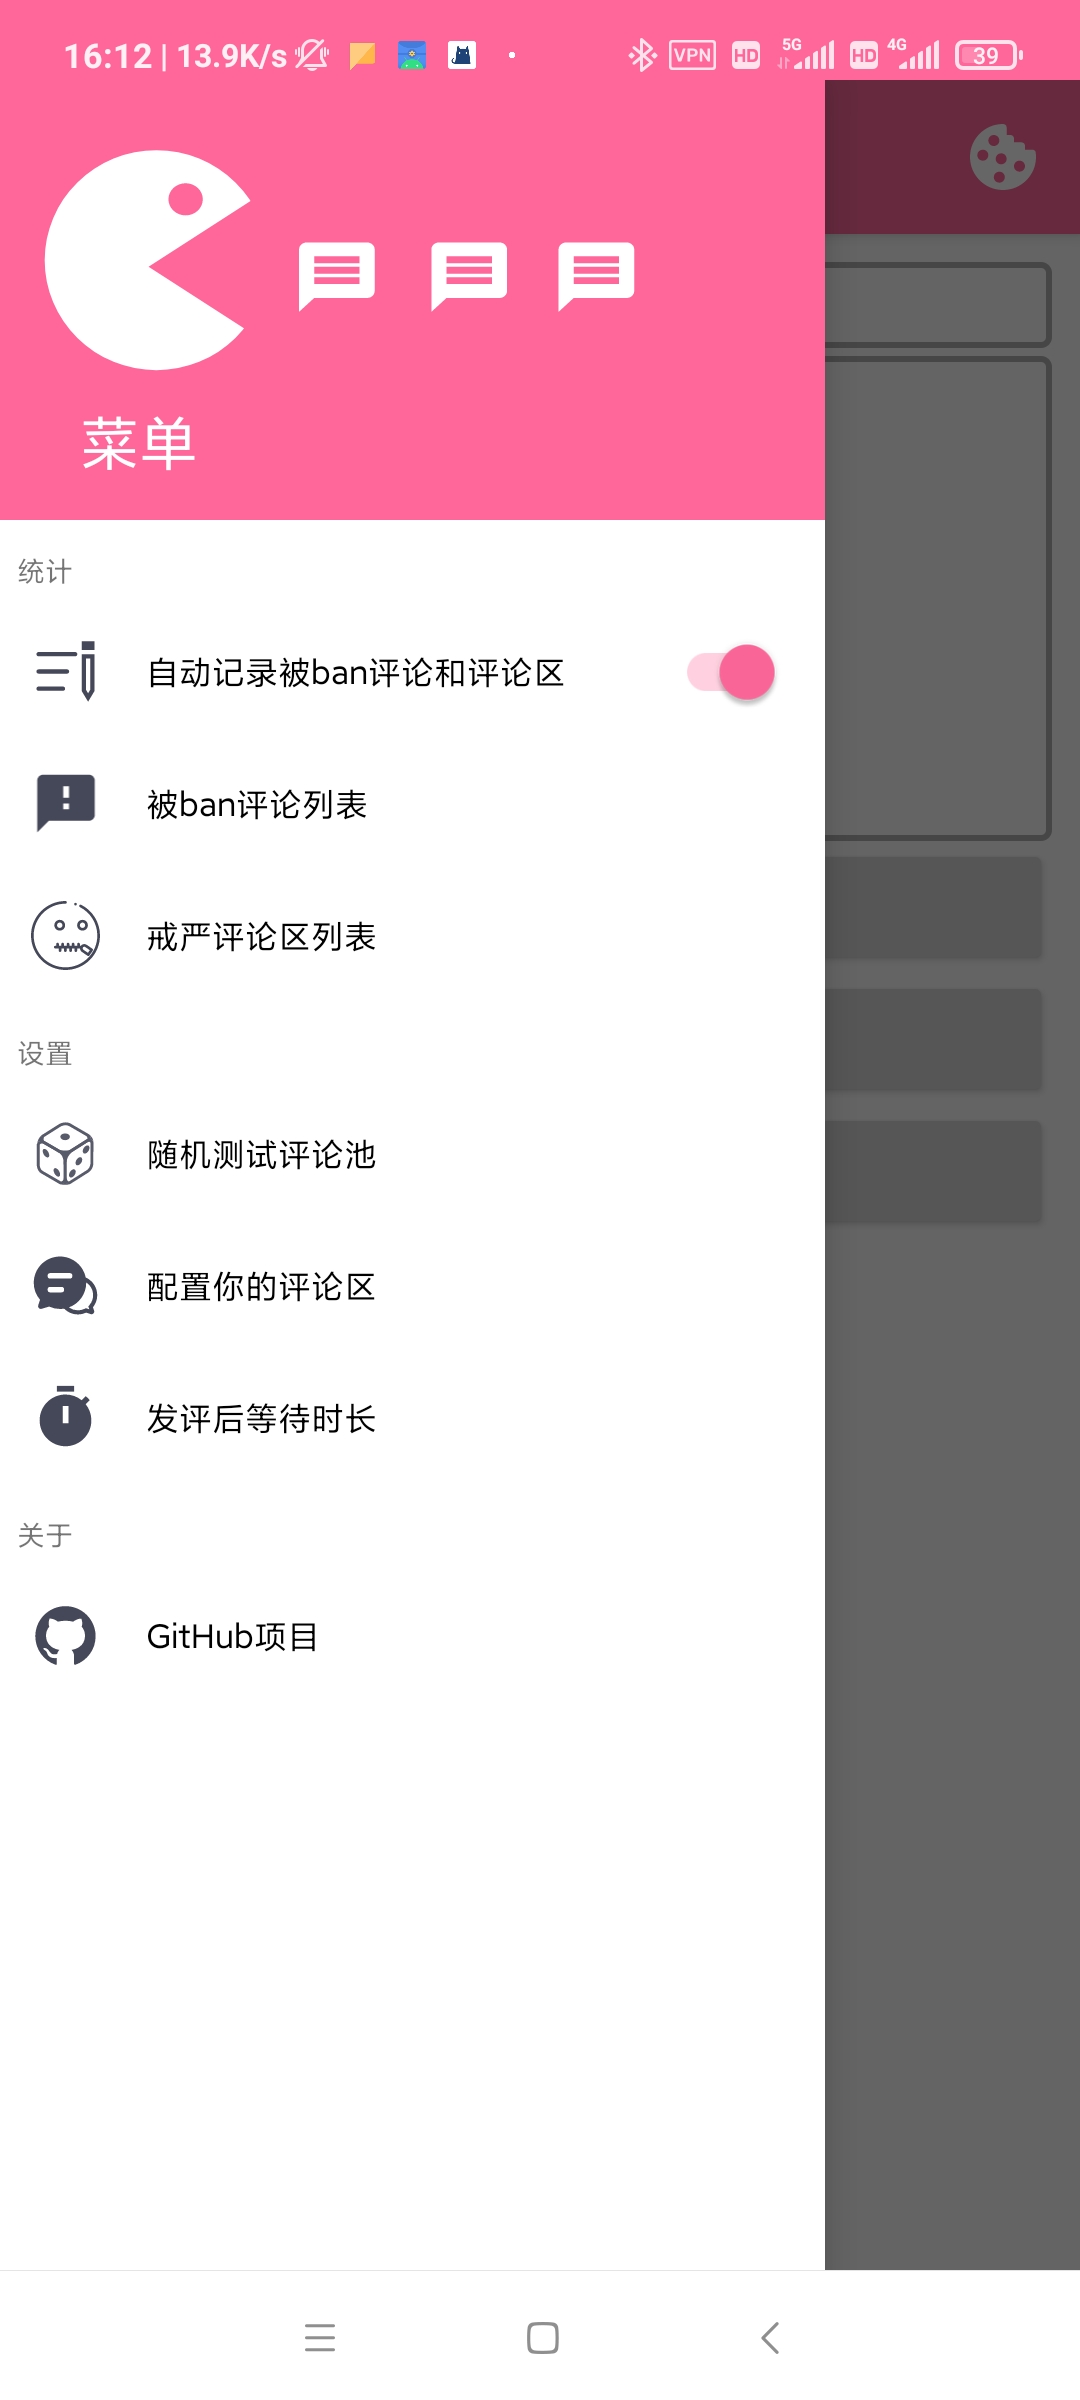 16:12 | 13.9K/s
VPN
HD
5G
HD
4G
39
菜单
统计
自动记录被ban评论和评论区
被ban评论列表
戒严评论区列表
设置
随机测试评论池
配置你的评论区
发评后等待时长
关于
GitHub项目